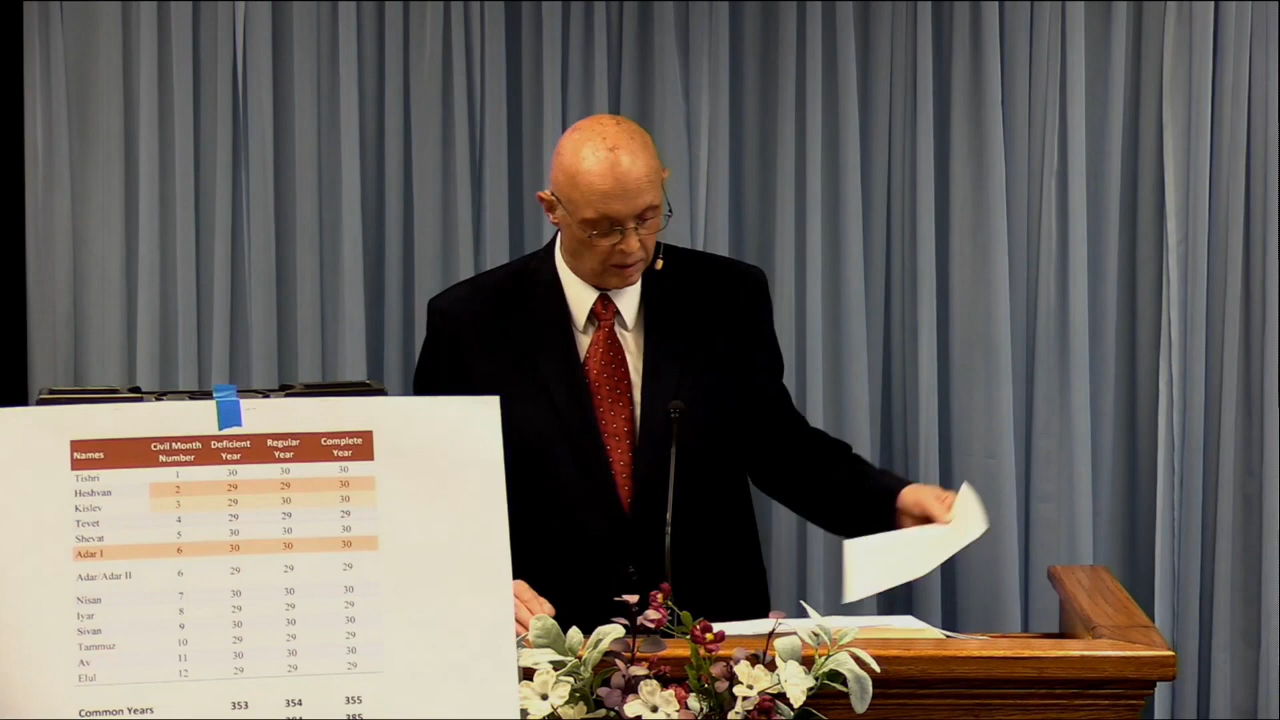 Names Civil Month Number Deficient Year Regular Year Complete Year
Tishri 1 30 30 30
Heshvan 2 29 29 30
Kislev 3 29 30 30
Tevet 4 29 29 29
Shevat 5 30 30 30
Adar I 6 30 30 30
Adar/Adar II 6 29 29 29
Nisan 7 30 30 30
Iyar 8 29 29 29
Sivan 9 30 30 30
Tammuz 10 29 29 29
Av 11 30 30 30
Elul 12 29 29 29
Common Years 353 354 355
385